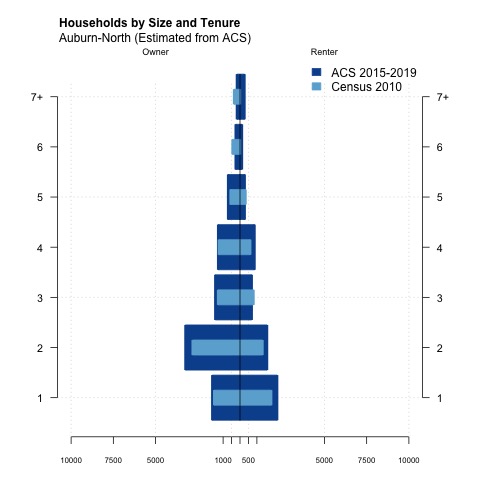 Households by Size and Tenure
Auburn-North (Estimated from ACS)
Owner Renter
ACS 2015-2019
Census 2010
7+ 7+
6 6
5 5
4 4
3 3
2 2
1 1
10000 7500 5000 1000 500 5000 7500 10000